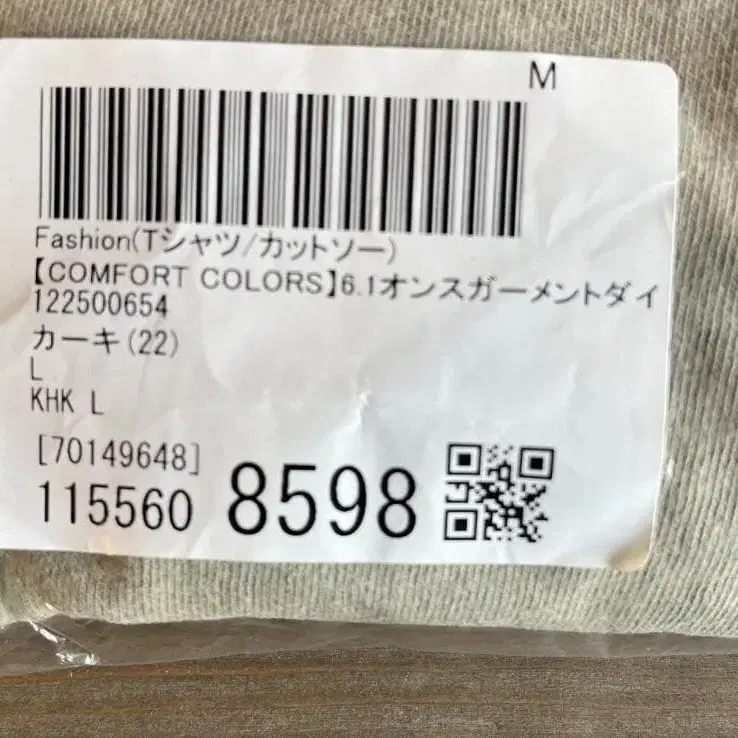 M
Fashion(Tシャツ/カットソー)
【COMFORT COLORS】6.1オンスガーメントダイ
122500654
カーキ(22)
L
KHK L
[70149648]
115560 8598